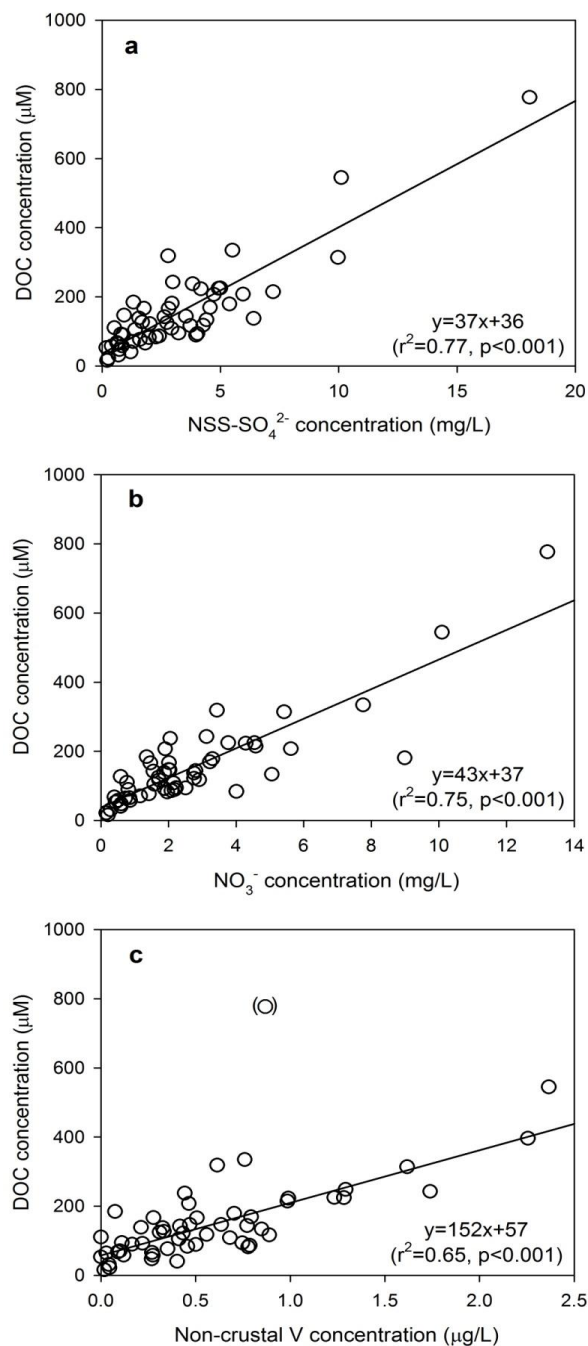 a
1000
800
600
400
200
0
DOC concentration (μM)
y=37x+36
(r²=0.77, p<0.001)
0 5 10 15 20
NSS-SO₄²⁻ concentration (mg/L)
b
1000
800
600
400
200
0
DOC concentration (μM)
y=43x+37
(r²=0.75, p<0.001)
0 2 4 6 8 10 12 14
NO₃⁻ concentration (mg/L)
c
1000
800
600
400
200
0
DOC concentration (μM)
y=152x+57
(r²=0.65, p<0.001)
0.0 0.5 1.0 1.5 2.0 2.5
Non-crustal V concentration (μg/L)